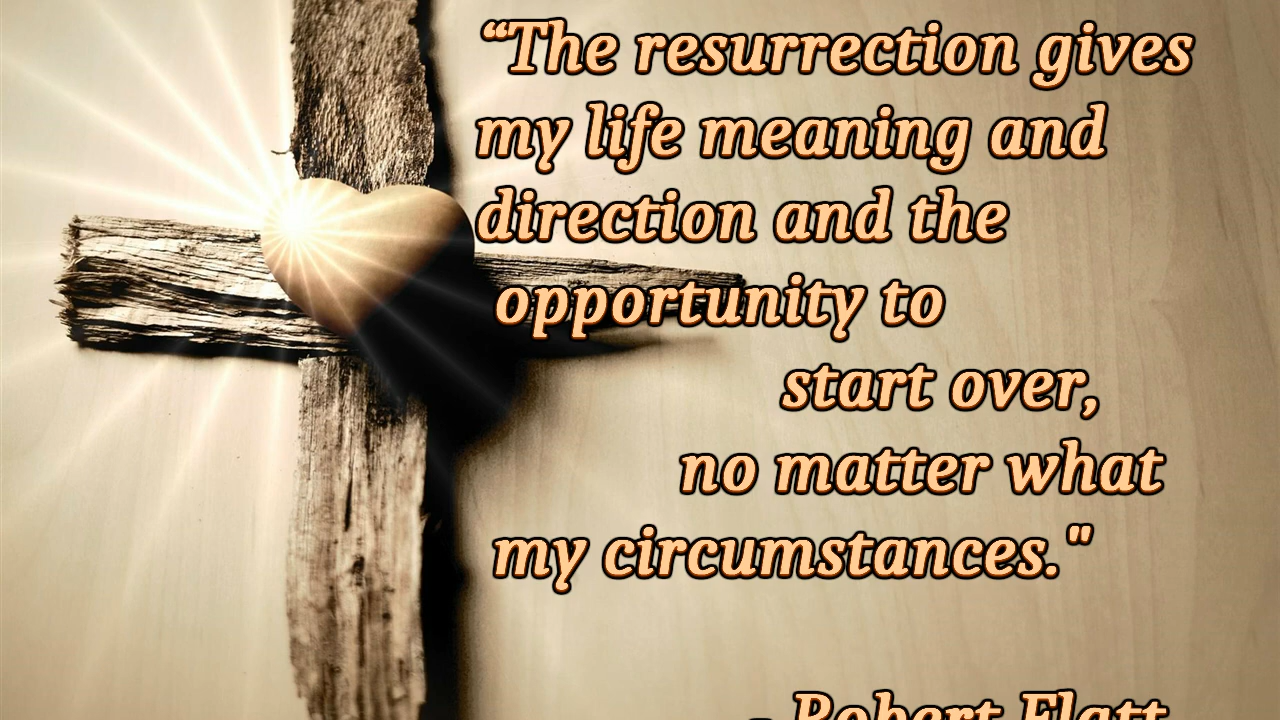 “The resurrection gives
my life meaning and
direction and the
opportunity to
start over,
no matter what
my circumstances."
- Robert Flatt